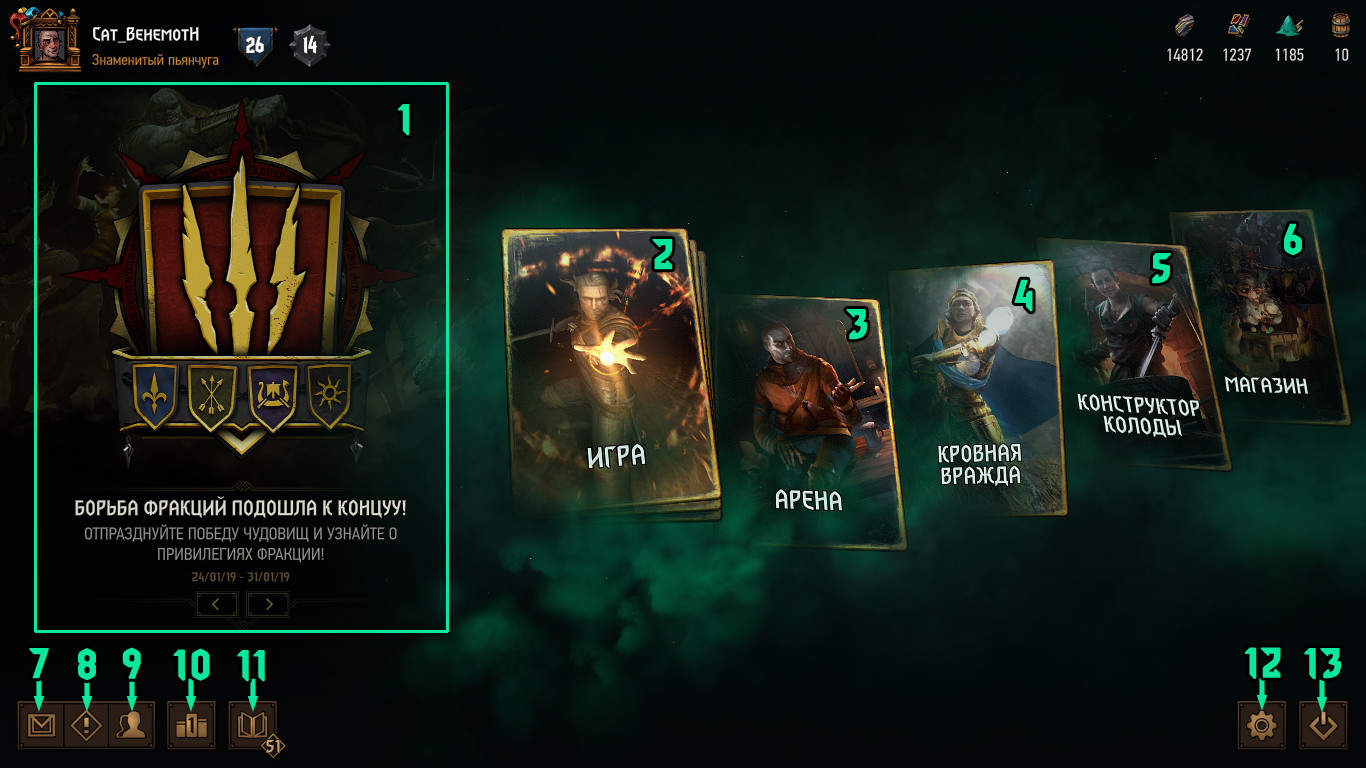 Cat_Behemoth
Знаменитый пьянчуга
26
14
14812
1237
1185
10
1
2
3
4
5
6
ИГРА
АРЕНА
КРОВНАЯ
ВРАЖДА
КОНСТРУКТОР
КОЛОДЫ
МАГАЗИН
БОРЬБА ФРАКЦИЙ ПОДОШЛА К КОНЦУУ!
ОТПРАЗДНУЙТЕ ПОБЕДУ ЧУДОВИЩ И УЗНАЙТЕ О
ПРИВИЛЕГИЯХ ФРАКЦИИ!
24/01/19 - 31/01/19
7
8
9
10
11
12
13
1
51